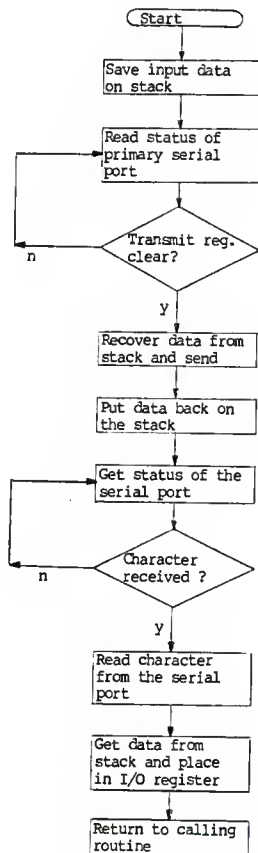 Start
Save input data
on stack
Read status of
primary serial
port
Transmit reg.
clear?
n
y
Recover data from
stack and send
Put data back on
the stack
Get status of the
serial port
Character
received ?
n
y
Read character
from the serial
port
Get data from
stack and place
in I/O register
Return to calling
routine